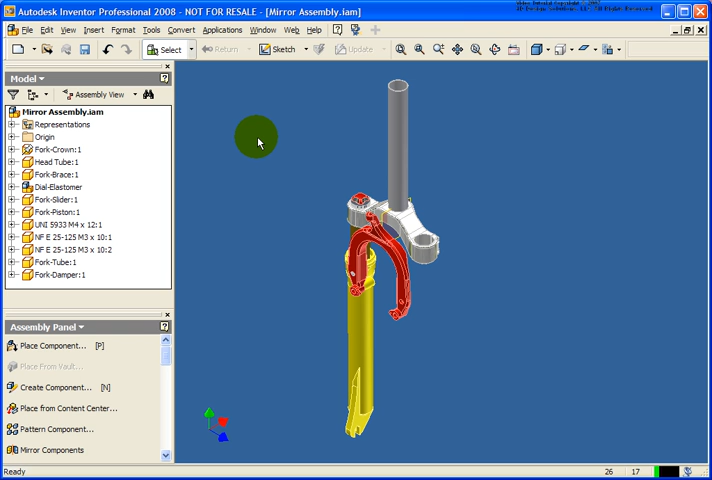 Autodesk Inventor Professional 2008 - NOT FOR RESALE - [Mirror Assembly.iam]
File Edit View Insert Format Tools Convert Applications Window Web Help
Select Return Sketch Update
Model
Assembly View
Mirror Assembly.iam
Representations
Origin
Fork-Crown:1
Head Tube:1
Fork-Brace:1
Dial-Elastomer
Fork-Slider:1
Fork-Piston:1
UNI 5933 M4 x 12:1
NF E 25-125 M3 x 10:1
NF E 25-125 M3 x 10:2
Fork-Tube:1
Fork-Damper:1
Assembly Panel
Place Component... [P]
Place From Vault...
Create Component... [N]
Place from Content Center...
Pattern Component...
Mirror Components
Ready 26 17